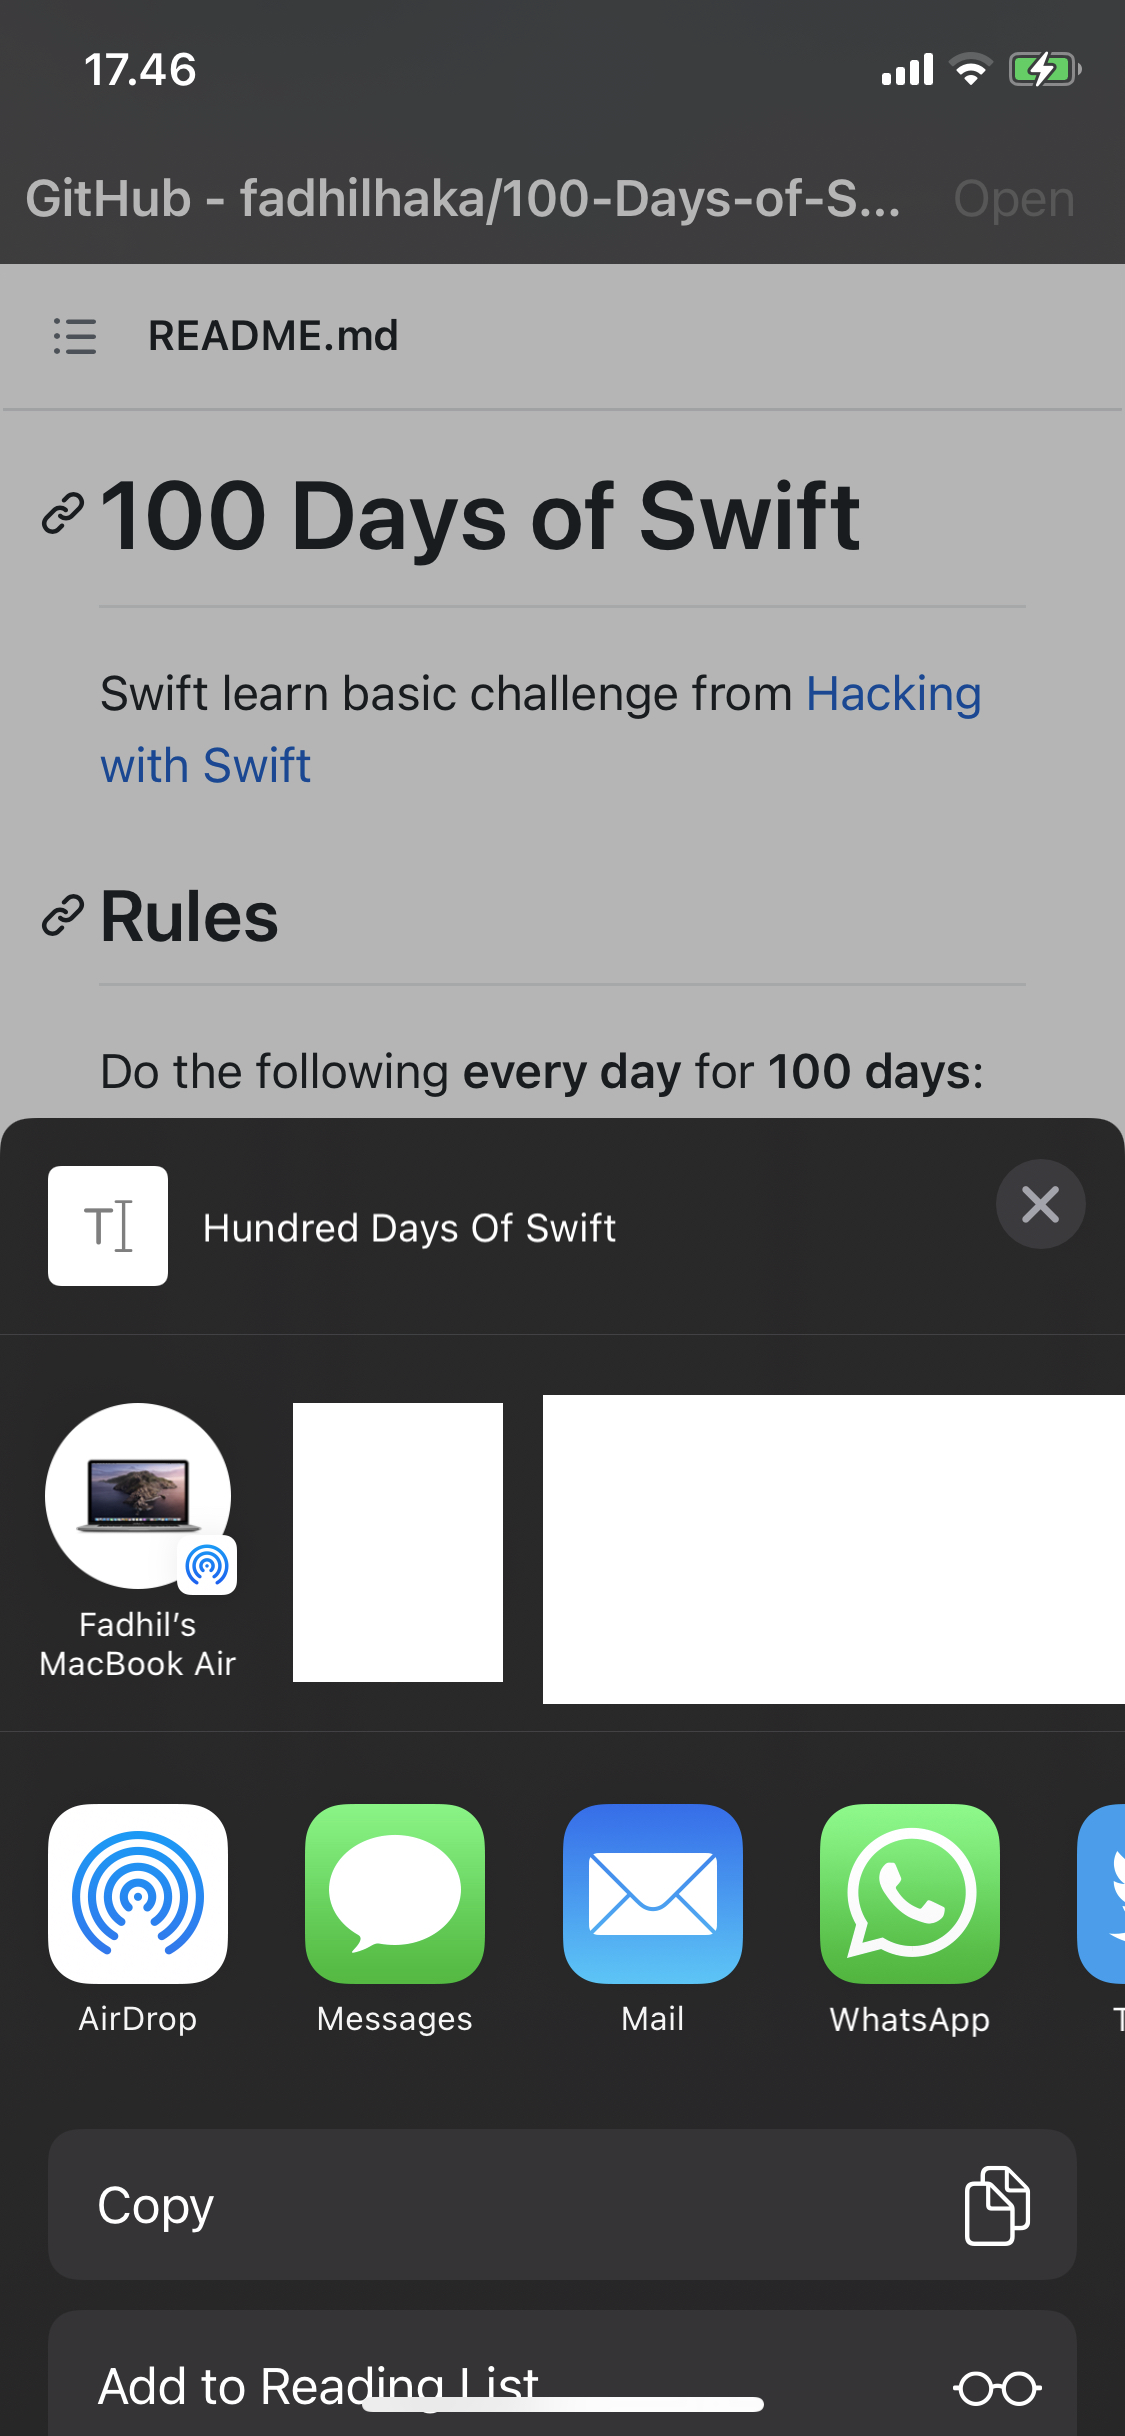 17.46
GitHub - fadhilhaka/100-Days-of-S... Open
README.md
100 Days of Swift
Swift learn basic challenge from Hacking
with Swift
Rules
Do the following every day for 100 days:
Hundred Days Of Swift
Fadhil’s
MacBook Air
AirDrop Messages Mail WhatsApp
Copy
Add to Reading List